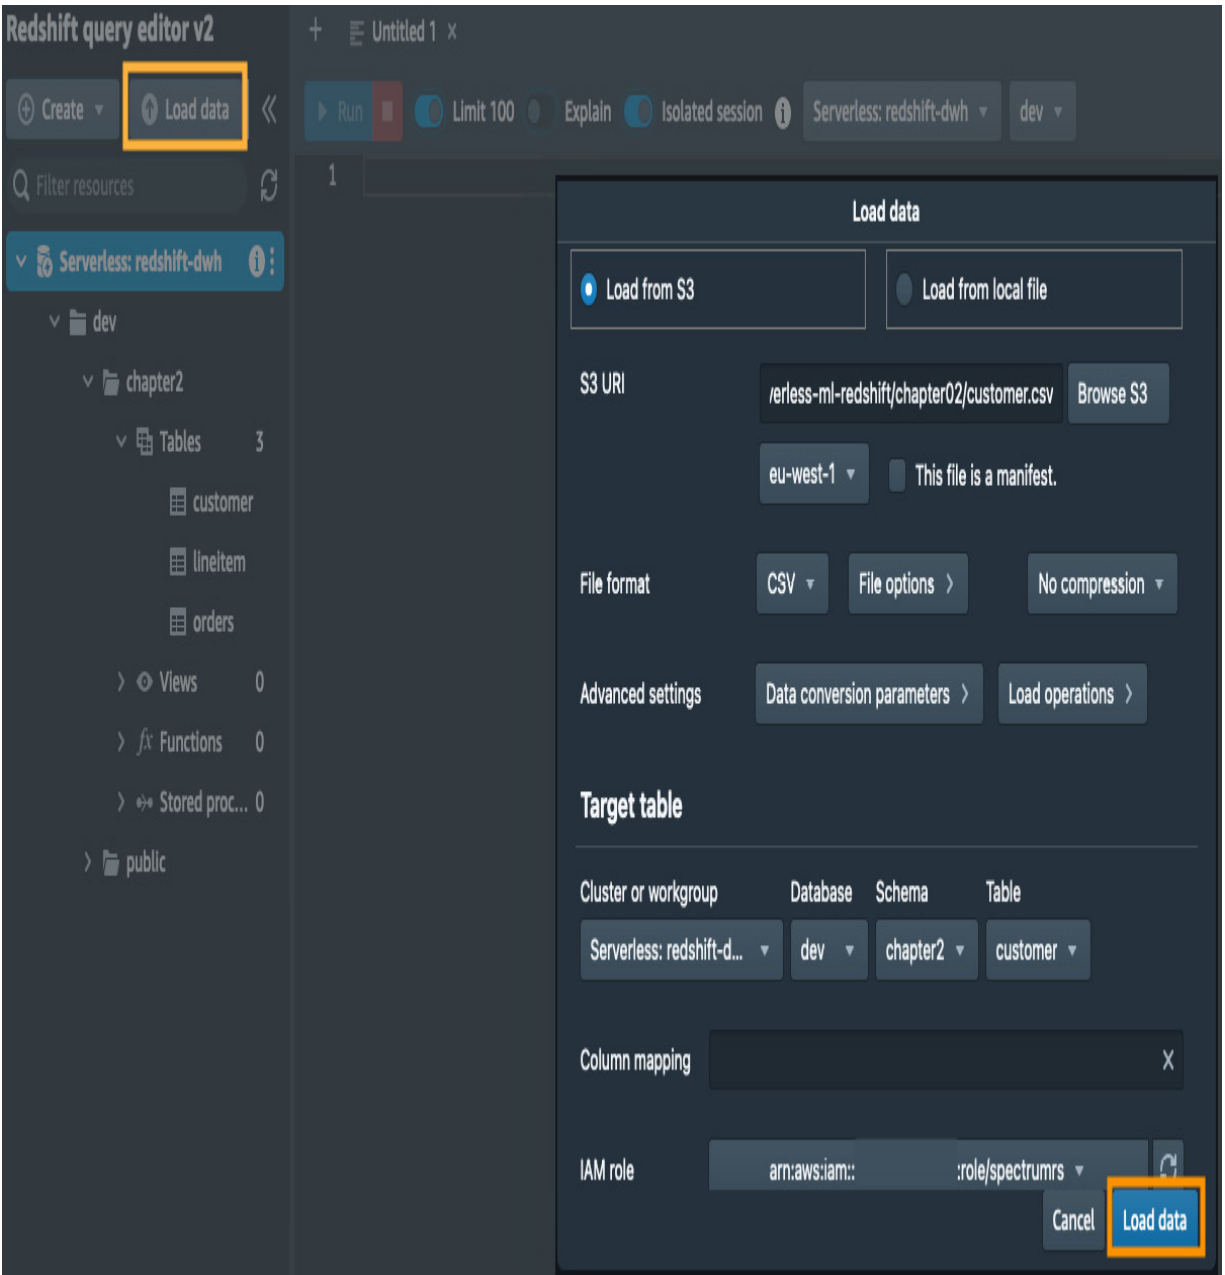 Redshift query editor v2
+ Untitled 1 ×
Create Load data
Run Limit 100 Explain Isolated session Serverless: redshift-dwh dev
Filter resources
1
Serverless: redshift-dwh
dev
chapter2
Tables 3
customer
lineitem
orders
Views 0
fx Functions 0
Stored proc... 0
public
Load data
Load from S3 Load from local file
S3 URI /erless-ml-redshift/chapter02/customer.csv Browse S3
eu-west-1 This file is a manifest.
File format CSV File options > No compression
Advanced settings Data conversion parameters > Load operations >
Target table
Cluster or workgroup Database Schema Table
Serverless: redshift-d... dev chapter2 customer
Column mapping X
IAM role arn:aws:iam:: :role/spectrumrs
Cancel Load data